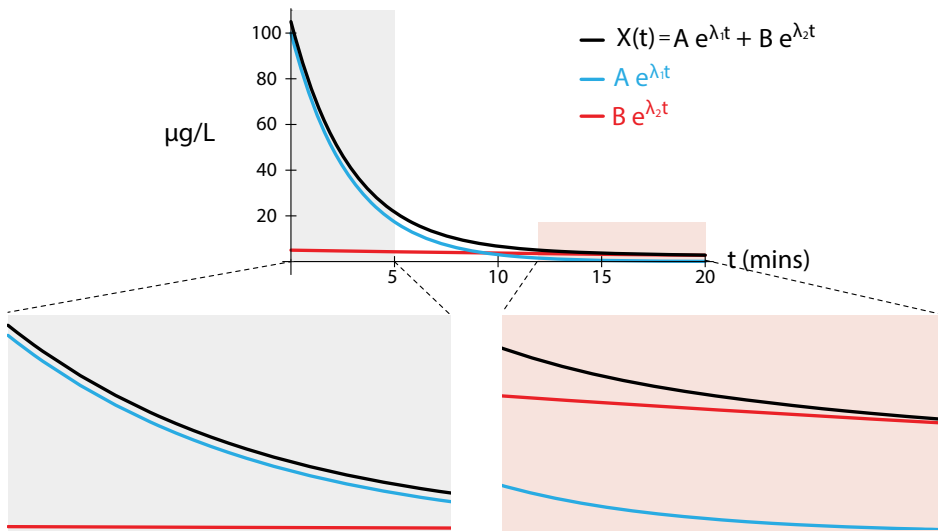 100
80
60
40
20
µg/L
X(t) = A e^λ₁t + B e^λ₂t
A e^λ₁t
B e^λ₂t
5
10
15
20
t (mins)